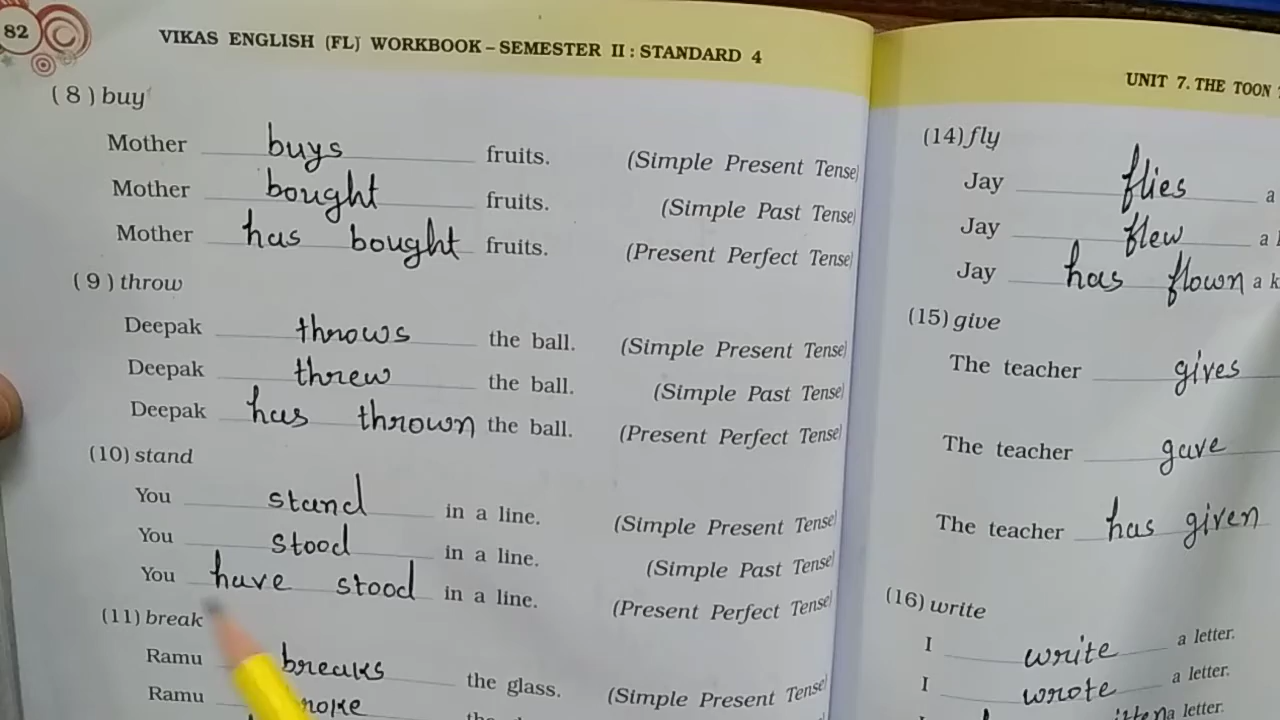 82
VIKAS ENGLISH (FL) WORKBOOK – SEMESTER II : STANDARD 4
(8) buy
Mother buys fruits. (Simple Present Tense)
Mother bought fruits. (Simple Past Tense)
Mother has bought fruits. (Present Perfect Tense)
(9) throw
Deepak throws the ball. (Simple Present Tense)
Deepak threw the ball. (Simple Past Tense)
Deepak has thrown the ball. (Present Perfect Tense)
(10) stand
You stand in a line. (Simple Present Tense)
You stood in a line. (Simple Past Tense)
You have stood in a line. (Present Perfect Tense)
(11) break
Ramu breaks the glass. (Simple Present Tense)
Ramu
UNIT 7. THE TOON
(14) fly
Jay flies a
Jay flew a
Jay has flown a k
(15) give
The teacher gives
The teacher gave
The teacher has given
(16) write
I write a letter.
I wrote a letter.
a letter.